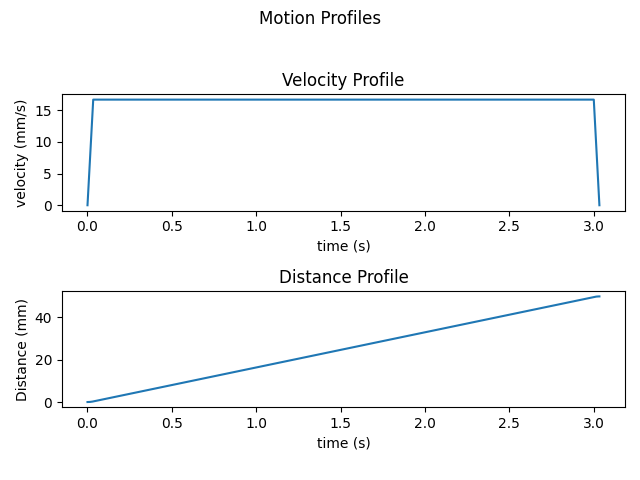 Motion Profiles
Velocity Profile
velocity (mm/s)
15
10
5
0
0.0 0.5 1.0 1.5 2.0 2.5 3.0
time (s)
Distance Profile
Distance (mm)
40
20
0
0.0 0.5 1.0 1.5 2.0 2.5 3.0
time (s)